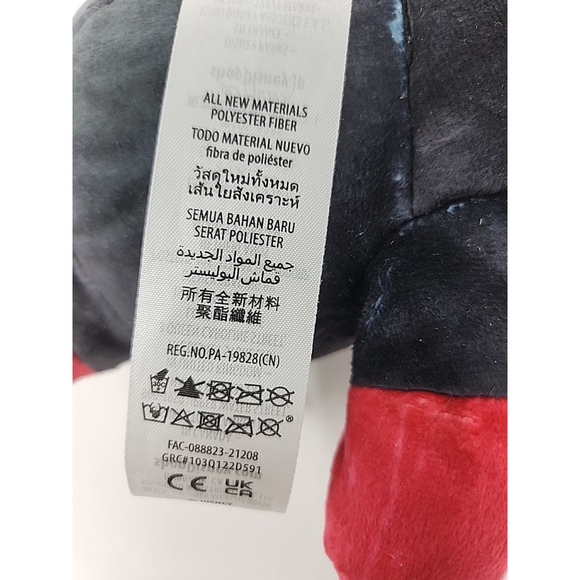 ALL NEW MATERIALS
POLYESTER FIBER
TODO MATERIAL NUEVO
fibra de poliéster
วัสดุใหม่ทั้งหมด
เส้นใยสังเคราะห์
SEMUA BAHAN BARU
SERAT POLIESTER
جميع المواد الجديدة
قماش البوليستر
所有全新材料
聚酯纖維
REG.NO.PA-19828(CN)
FAC-088823-21208
GRC#103Q122D591
CE UK CA